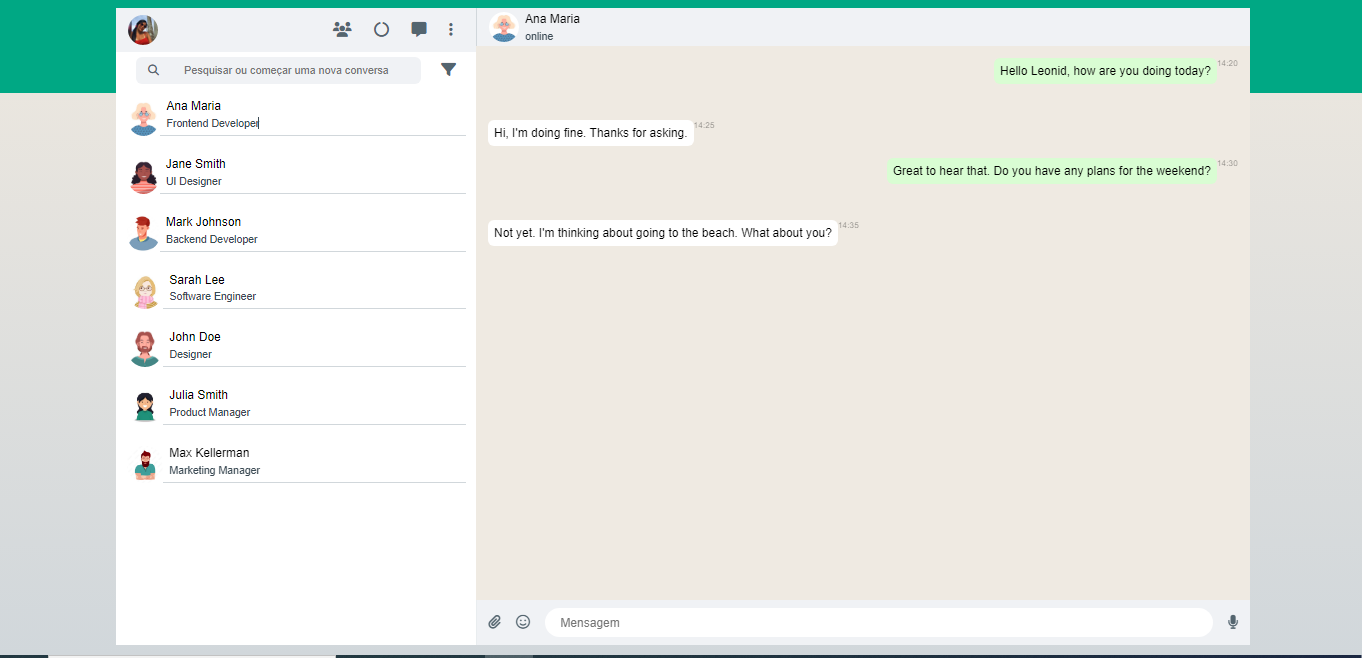 Pesquisar ou começar uma nova conversa
Ana Maria
Frontend Developer
Jane Smith
UI Designer
Mark Johnson
Backend Developer
Sarah Lee
Software Engineer
John Doe
Designer
Julia Smith
Product Manager
Max Kellerman
Marketing Manager
Ana Maria
online
Hello Leonid, how are you doing today? 14:20
Hi, I'm doing fine. Thanks for asking. 14:25
Great to hear that. Do you have any plans for the weekend? 14:30
Not yet. I'm thinking about going to the beach. What about you? 14:35
Mensagem